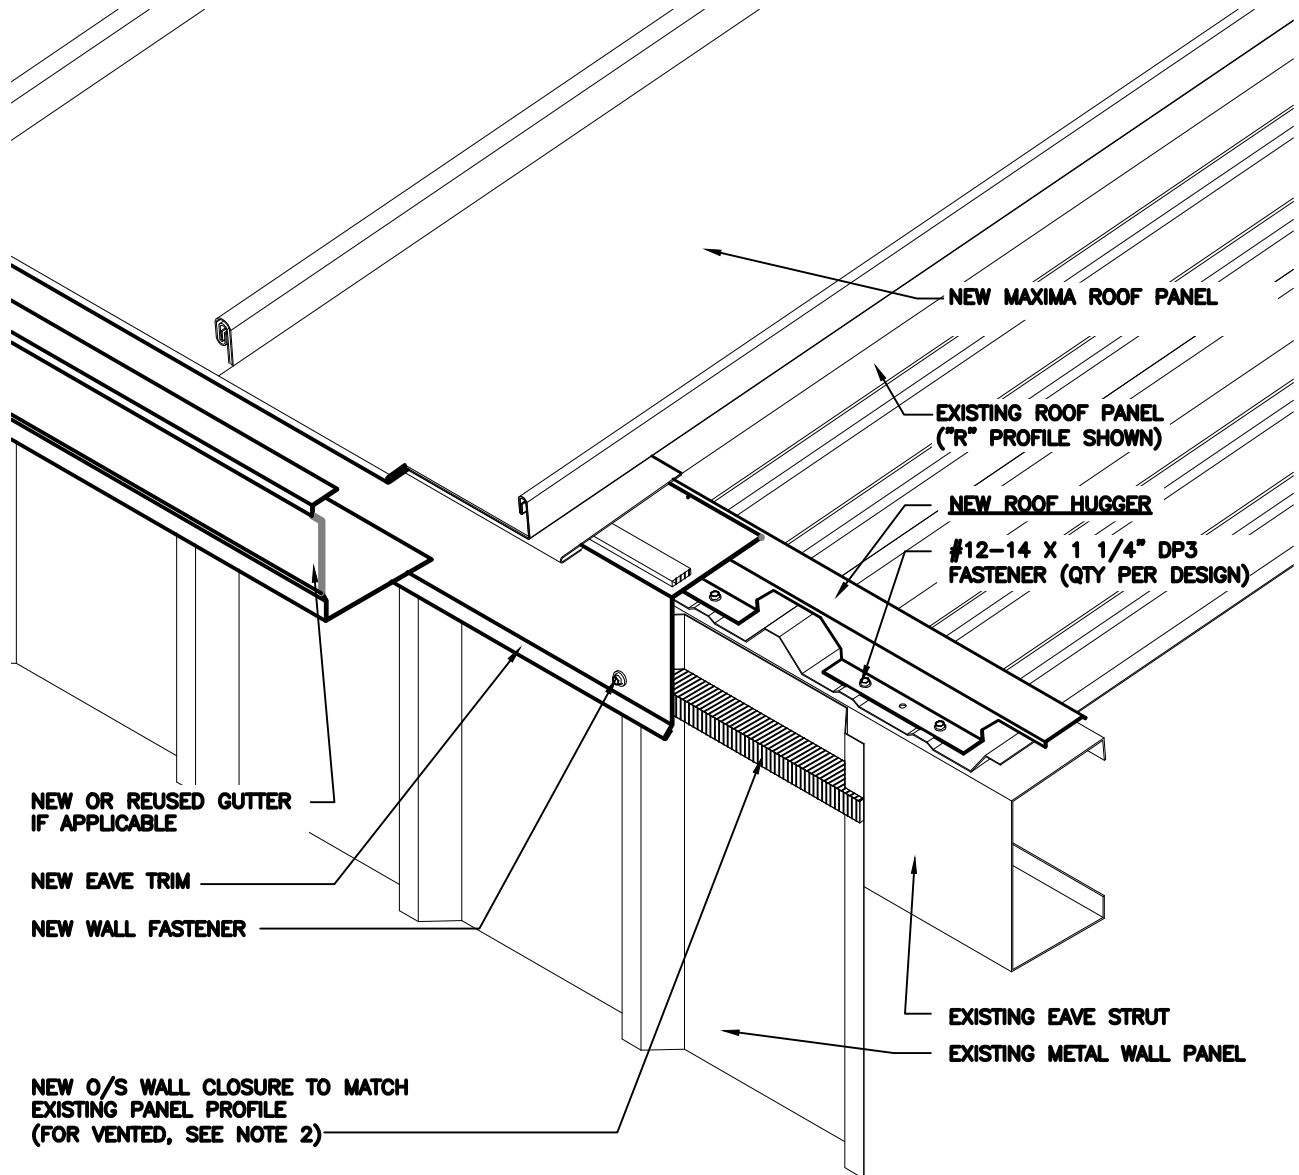 NEW MAXIMA ROOF PANEL
EXISTING ROOF PANEL
("R" PROFILE SHOWN)
NEW ROOF HUGGER
#12-14 X 1 1/4" DP3
FASTENER (QTY PER DESIGN)
NEW OR REUSED GUTTER
IF APPLICABLE
NEW EAVE TRIM
NEW WALL FASTENER
EXISTING EAVE STRUT
EXISTING METAL WALL PANEL
NEW O/S WALL CLOSURE TO MATCH
EXISTING PANEL PROFILE
(FOR VENTED, SEE NOTE 2)